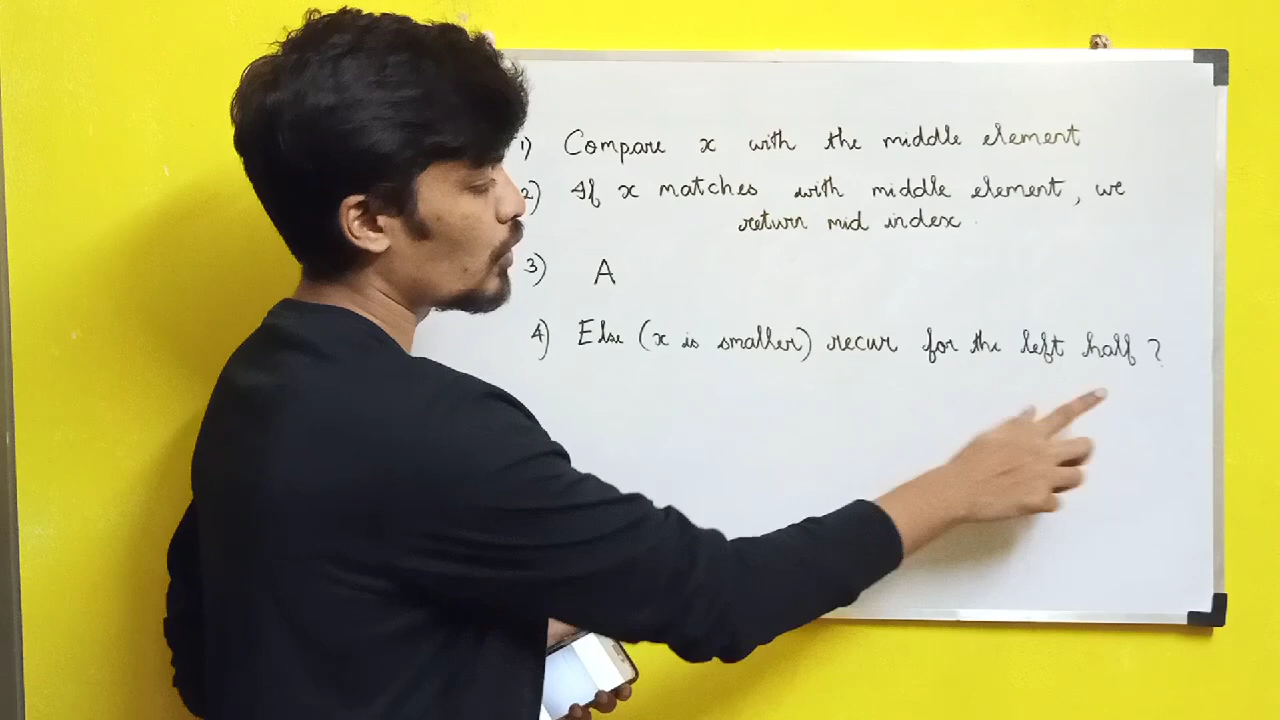 1) Compare x with the middle element
2) If x matches with middle element, we
return mid index.
3) A
4) Else (x is smaller) recur for the left half ?